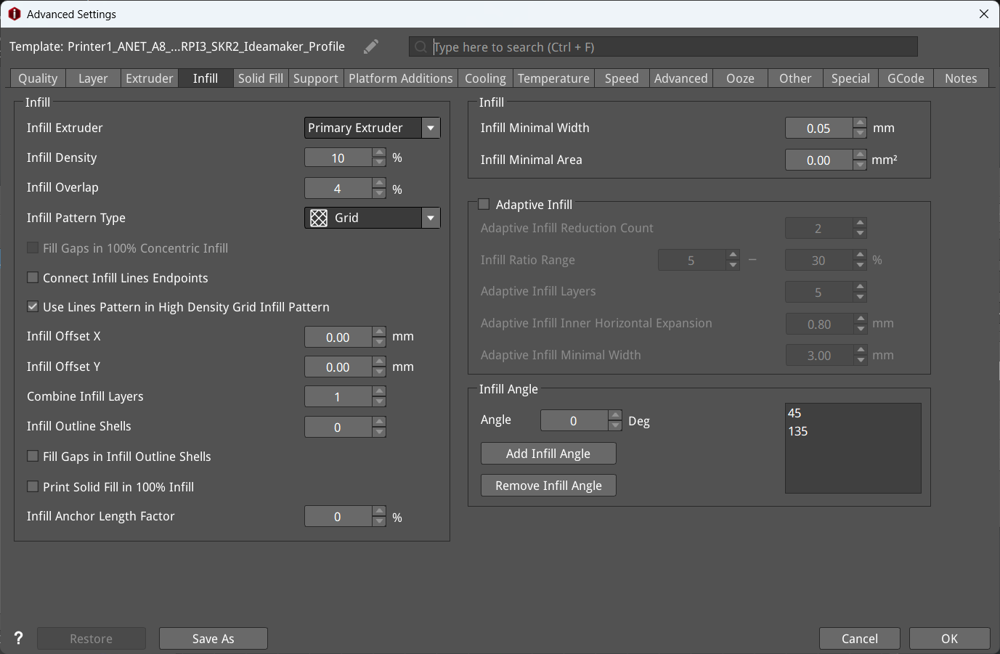 Advanced Settings
Template: Printer1_ANET_A8_...RPI3_SKR2_Ideamaker_Profile
Type here to search (Ctrl + F)
Quality Layer Extruder Infill Solid Fill Support Platform Additions Cooling Temperature Speed Advanced Ooze Other Special GCode Notes
Infill
Infill Extruder Primary Extruder
Infill Density 10 %
Infill Overlap 4 %
Infill Pattern Type Grid
Fill Gaps in 100% Concentric Infill
Connect Infill Lines Endpoints
Use Lines Pattern in High Density Grid Infill Pattern
Infill Offset X 0.00 mm
Infill Offset Y 0.00 mm
Combine Infill Layers 1
Infill Outline Shells 0
Fill Gaps in Infill Outline Shells
Print Solid Fill in 100% Infill
Infill Anchor Length Factor 0 %
Infill
Infill Minimal Width 0.05 mm
Infill Minimal Area 0.00 mm²
Adaptive Infill
Adaptive Infill Reduction Count 2
Infill Ratio Range 5 – 30 %
Adaptive Infill Layers 5
Adaptive Infill Inner Horizontal Expansion 0.80 mm
Adaptive Infill Minimal Width 3.00 mm
Infill Angle
Angle 0 Deg
Add Infill Angle
Remove Infill Angle
45
135
? Restore Save As Cancel OK